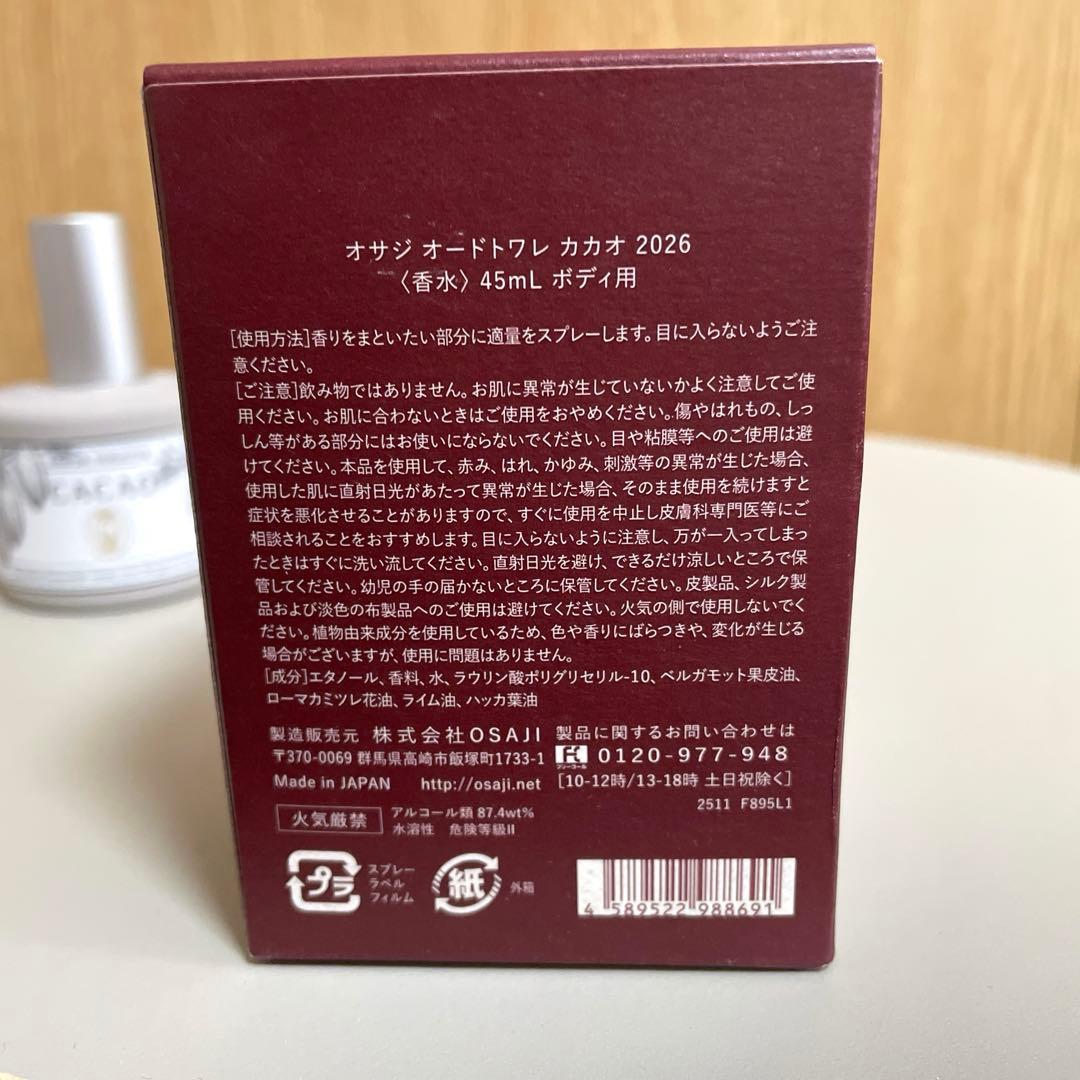 オサジ オードトワレ カカオ 2026
〈香水〉 45mL ボディ用
[使用方法]香りをまといたい部分に適量をスプレーします。目に入らないようご注
意ください。
[ご注意]飲み物ではありません。お肌に異常が生じていないかよく注意してご使
用ください。お肌に合わないときはご使用をおやめください。傷やはれもの、しっ
しん等がある部分にはお使いにならないでください。目や粘膜等へのご使用は避
けてください。本品を使用して、赤み、はれ、かゆみ、刺激等の異常が生じた場合、
使用した肌に直射日光があたって異常が生じた場合、そのまま使用を続けますと
症状を悪化させることがありますので、すぐに使用を中止し皮膚科専門医等にご
相談されることをおすすめします。目に入らないように注意し、万が一入ってしまっ
たときはすぐに洗い流してください。直射日光を避け、できるだけ涼しいところで保
管してください。幼児の手の届かないところに保管してください。皮製品、シルク製
品および淡色の布製品へのご使用は避けてください。火気の側で使用しないでく
ださい。植物由来成分を使用しているため、色や香りにばらつきや、変化が生じる
場合がございますが、使用に問題はありません。
[成分]エタノール、香料、水、ラウリン酸ポリグリセリル-10、ベルガモット果皮油、
ローマカミツレ花油、ライム油、ハッカ葉油
製造販売元 株式会社OSAJI
〒370-0069 群馬県高崎市飯塚町1733-1
Made in JAPAN http://osaji.net
製品に関するお問い合わせは
フリーコール 0120-977-948
[10-12時/13-18時 土日祝除く]
2511 F895L1
火気厳禁
アルコール類 87.4wt%
水溶性 危険等級II
プラ
スプレー
ラベル
フィルム
紙
外箱
4 589522 988691
CACAO